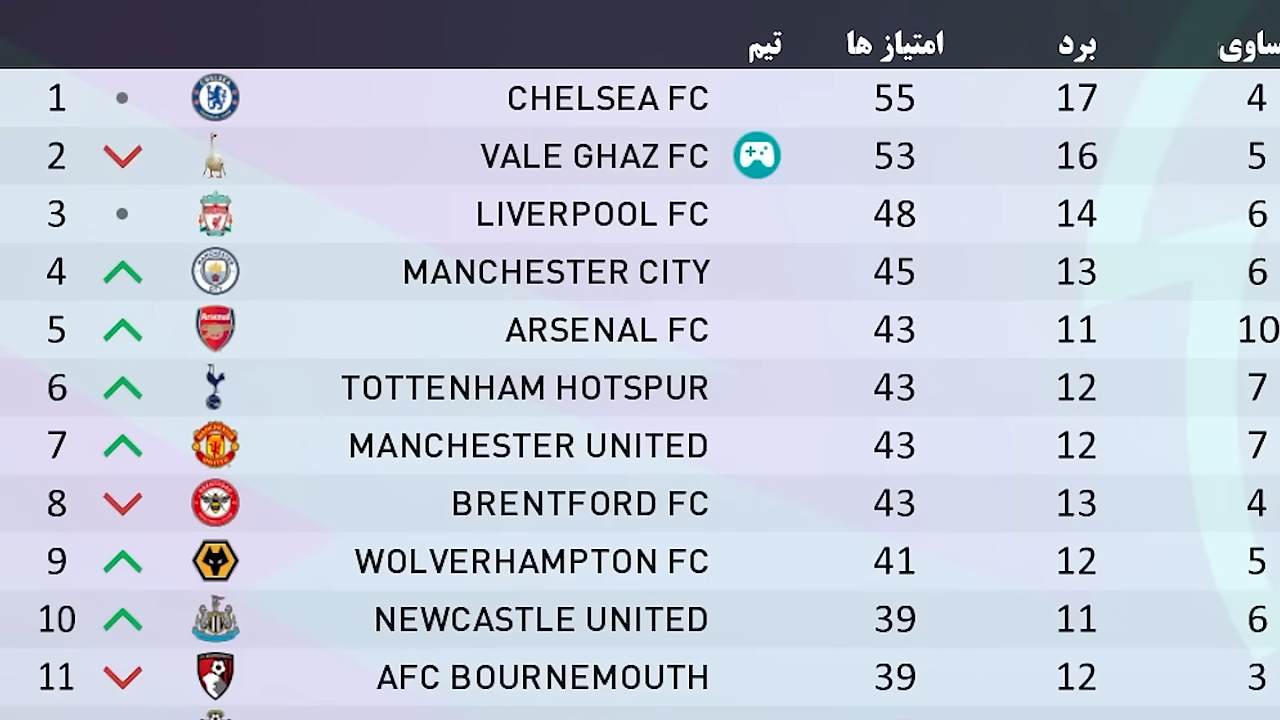 تیم امتیاز ها برد ساوی
1 CHELSEA FC 55 17 4
2 VALE GHAZ FC 53 16 5
3 LIVERPOOL FC 48 14 6
4 MANCHESTER CITY 45 13 6
5 ARSENAL FC 43 11 10
6 TOTTENHAM HOTSPUR 43 12 7
7 MANCHESTER UNITED 43 12 7
8 BRENTFORD FC 43 13 4
9 WOLVERHAMPTON FC 41 12 5
10 NEWCASTLE UNITED 39 11 6
11 AFC BOURNEMOUTH 39 12 3